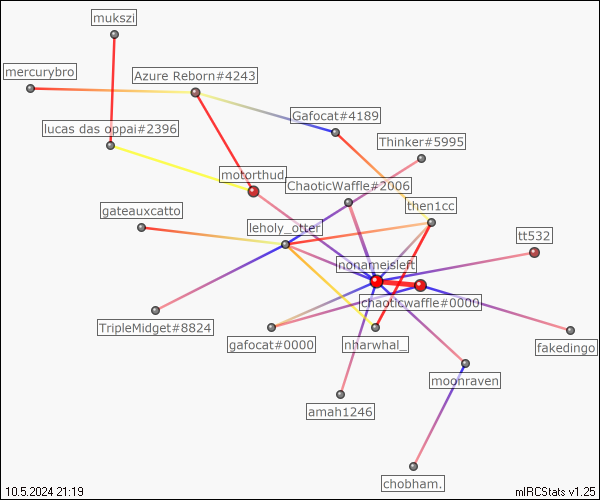 mukszi
mercurybro
Azure Reborn#4243
Gafocat#4189
lucas das oppai#2396
Thinker#5995
motorthud
ChaoticWaffle#2006
gateauxcatto
then1cc
leholy_otter
tt532
nonameisleft
chaoticwaffle#0000
TripleMidget#8824
gafocat#0000
nharwhal_
fakedingo
moonraven
amah1246
chobham.
10.5.2024 21:19
mIRCStats v1.25